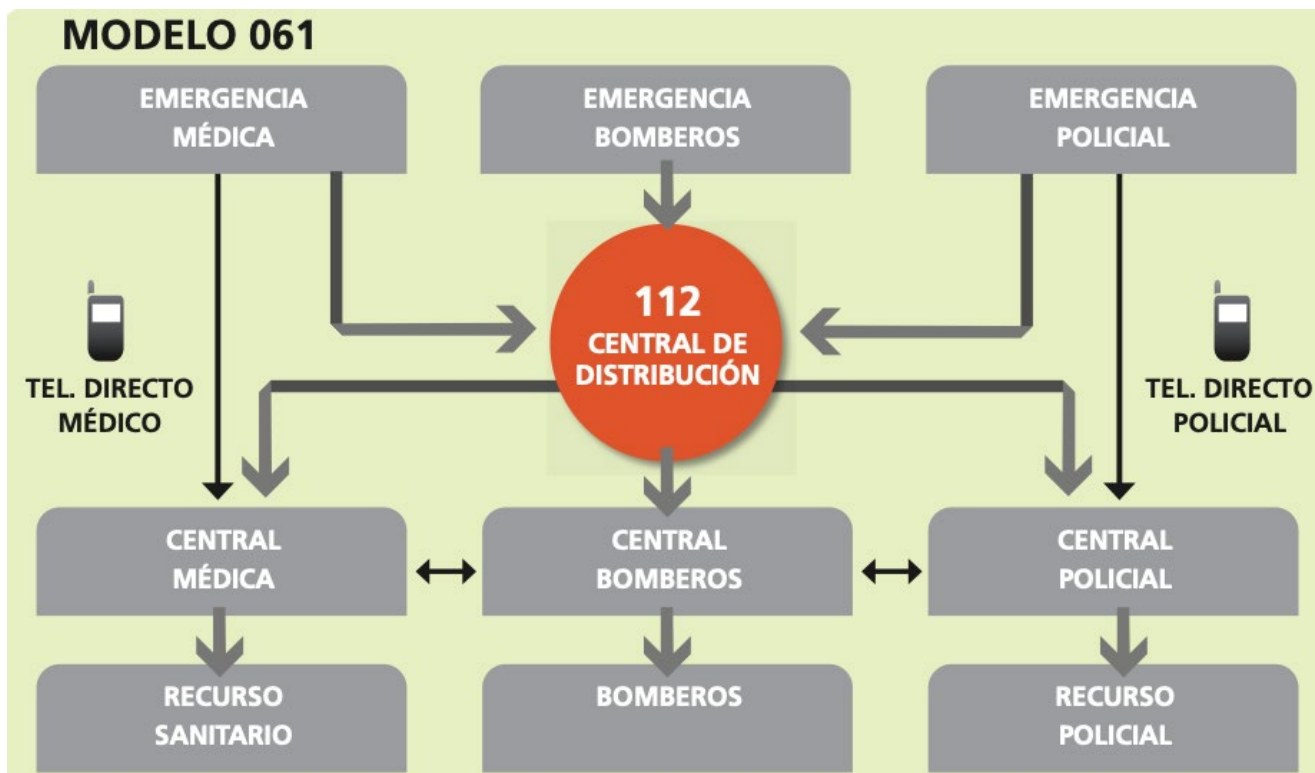 MODELO 061
EMERGENCIA
MÉDICA
EMERGENCIA
BOMBEROS
EMERGENCIA
POLICIAL
112
CENTRAL DE
DISTRIBUCIÓN
TEL. DIRECTO
MÉDICO
TEL. DIRECTO
POLICIAL
CENTRAL
MÉDICA
CENTRAL
BOMBEROS
CENTRAL
POLICIAL
RECURSO
SANITARIO
BOMBEROS
RECURSO
POLICIAL